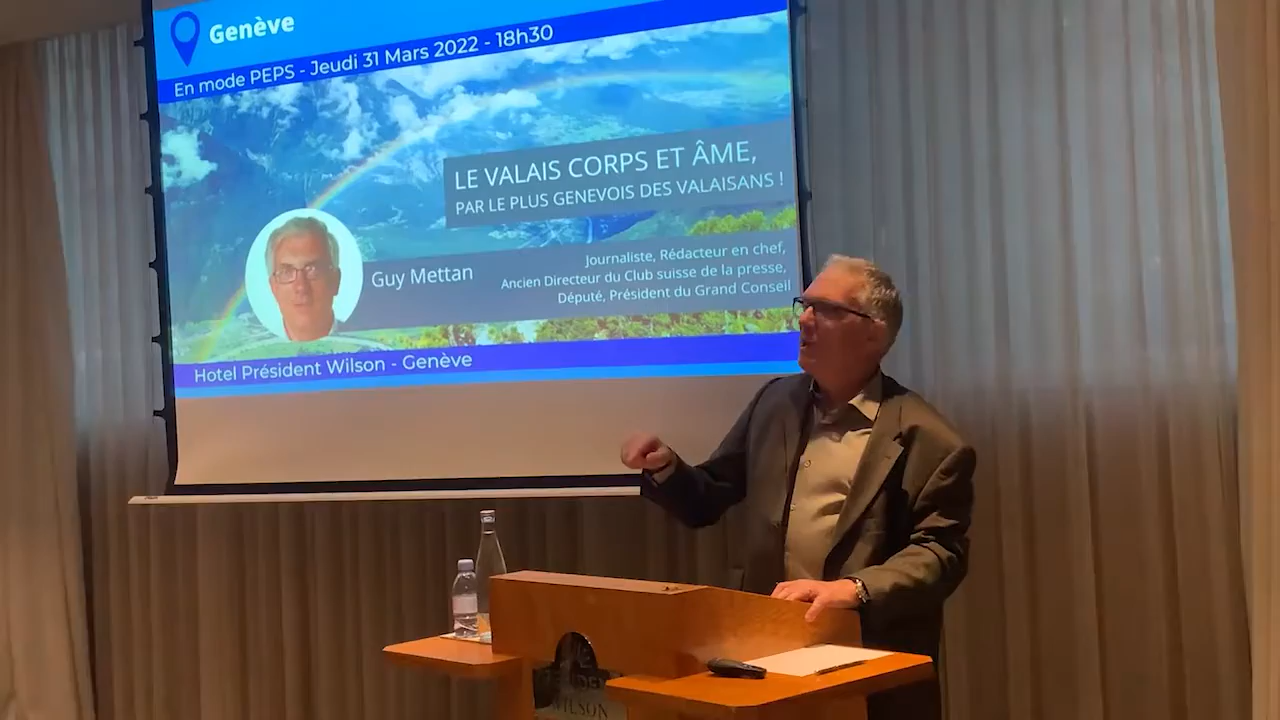 Genève
En mode PEPS - Jeudi 31 Mars 2022 - 18h30
LE VALAIS CORPS ET ÂME,
PAR LE PLUS GENEVOIS DES VALAISANS !
Guy Mettan
Journaliste, Rédacteur en chef,
Ancien Directeur du Club suisse de la presse,
Député, Président du Grand Conseil
Hotel Président Wilson - Genève
WILSON